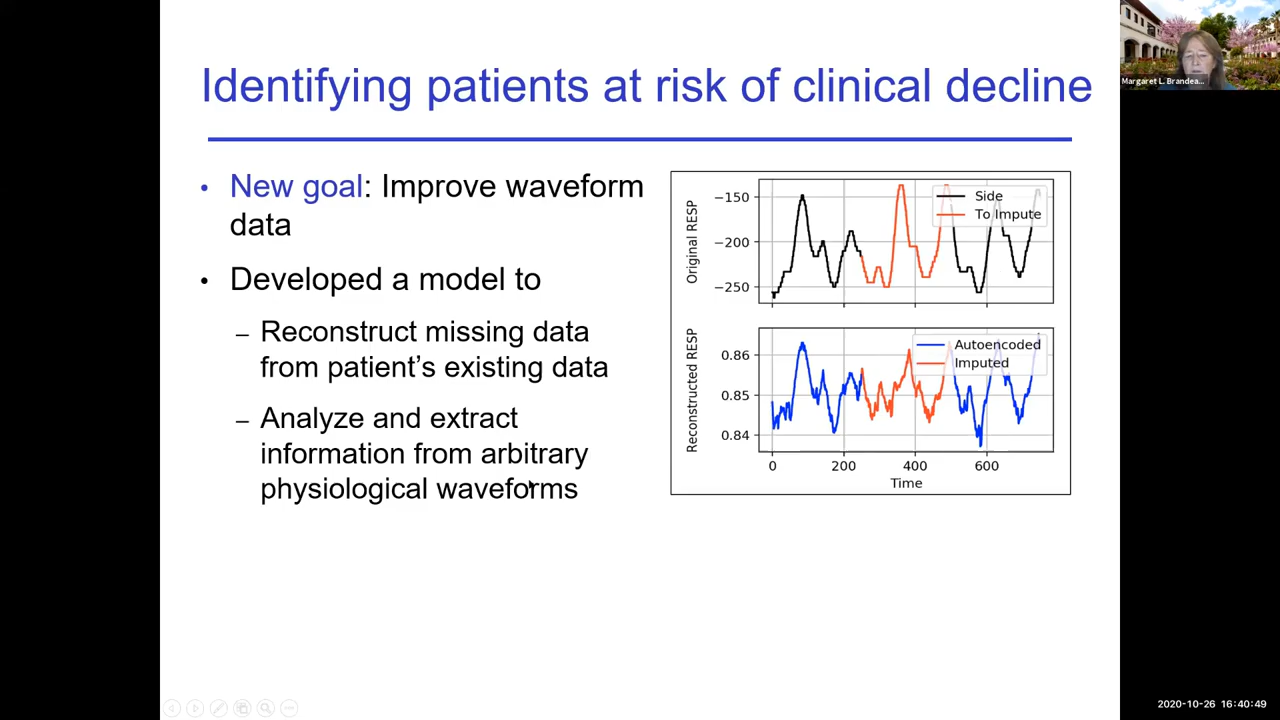 Identifying patients at risk of clinical decline
Margaret L. Brandea...
• New goal: Improve waveform
data
• Developed a model to
– Reconstruct missing data
from patient's existing data
– Analyze and extract
information from arbitrary
physiological waveforms
Original RESP
−150
−200
−250
Side
To Impute
Reconstructed RESP
0.86
0.85
0.84
Autoencoded
Imputed
0 200 400 600
Time
2020-10-26 16:40:49